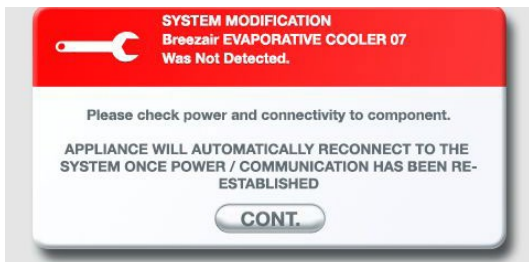 SYSTEM MODIFICATION
Breezair EVAPORATIVE COOLER 07
Was Not Detected.
Please check power and connectivity to component.
APPLIANCE WILL AUTOMATICALLY RECONNECT TO THE
SYSTEM ONCE POWER / COMMUNICATION HAS BEEN RE-
ESTABLISHED
CONT.